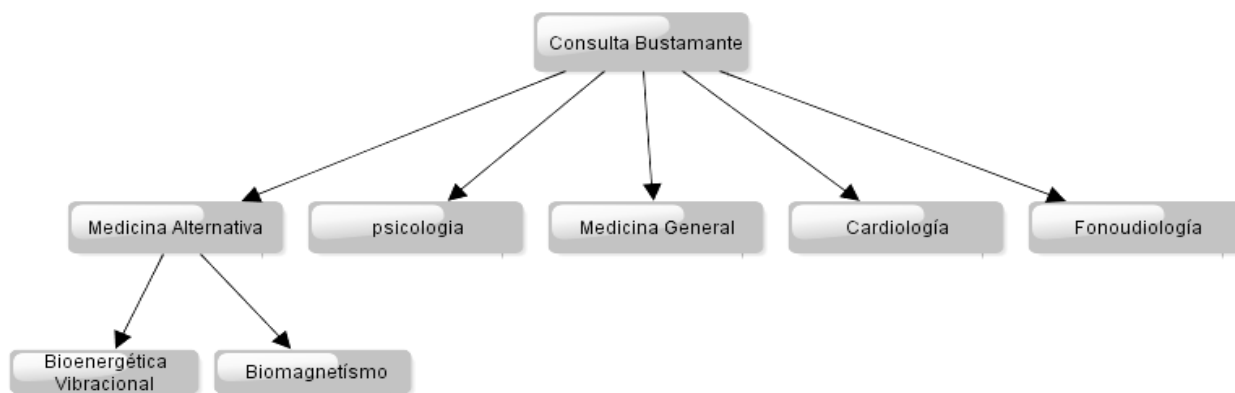 Consulta Bustamante
Medicina Alternativa
psicologia
Medicina General
Cardiología
Fonoudiología
Bioenergética
Vibracional
Biomagnetísmo